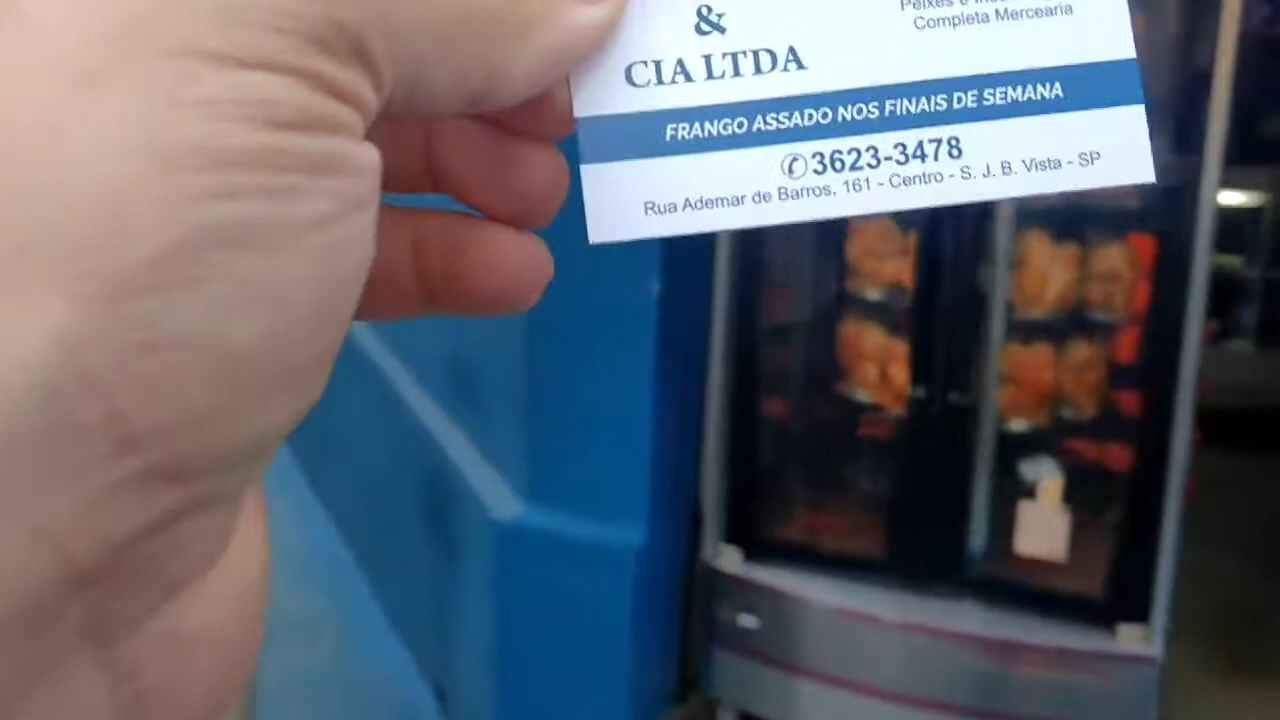 &
CIA LTDA
Peixes e
Completa Mercearia
FRANGO ASSADO NOS FINAIS DE SEMANA
✆3623-3478
Rua Ademar de Barros, 161 - Centro - S. J. B. Vista - SP